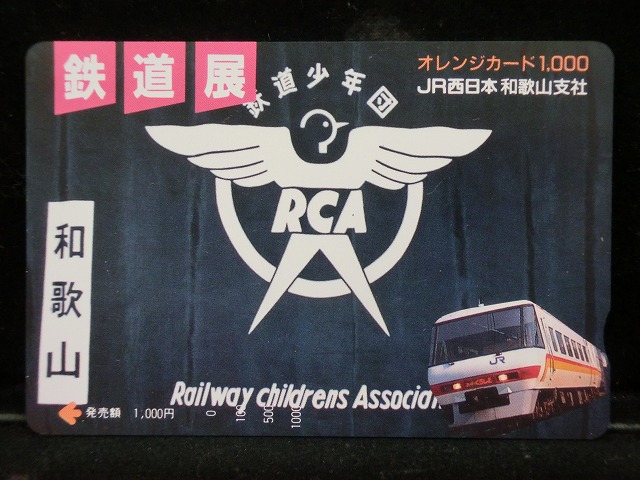 鉄道展
オレンジカード1,000
JR西日本 和歌山支社
鉄道少年団
RCA
和歌山
JR
Railway childrens Associat
発売額 1,000円
0 100 500 1000